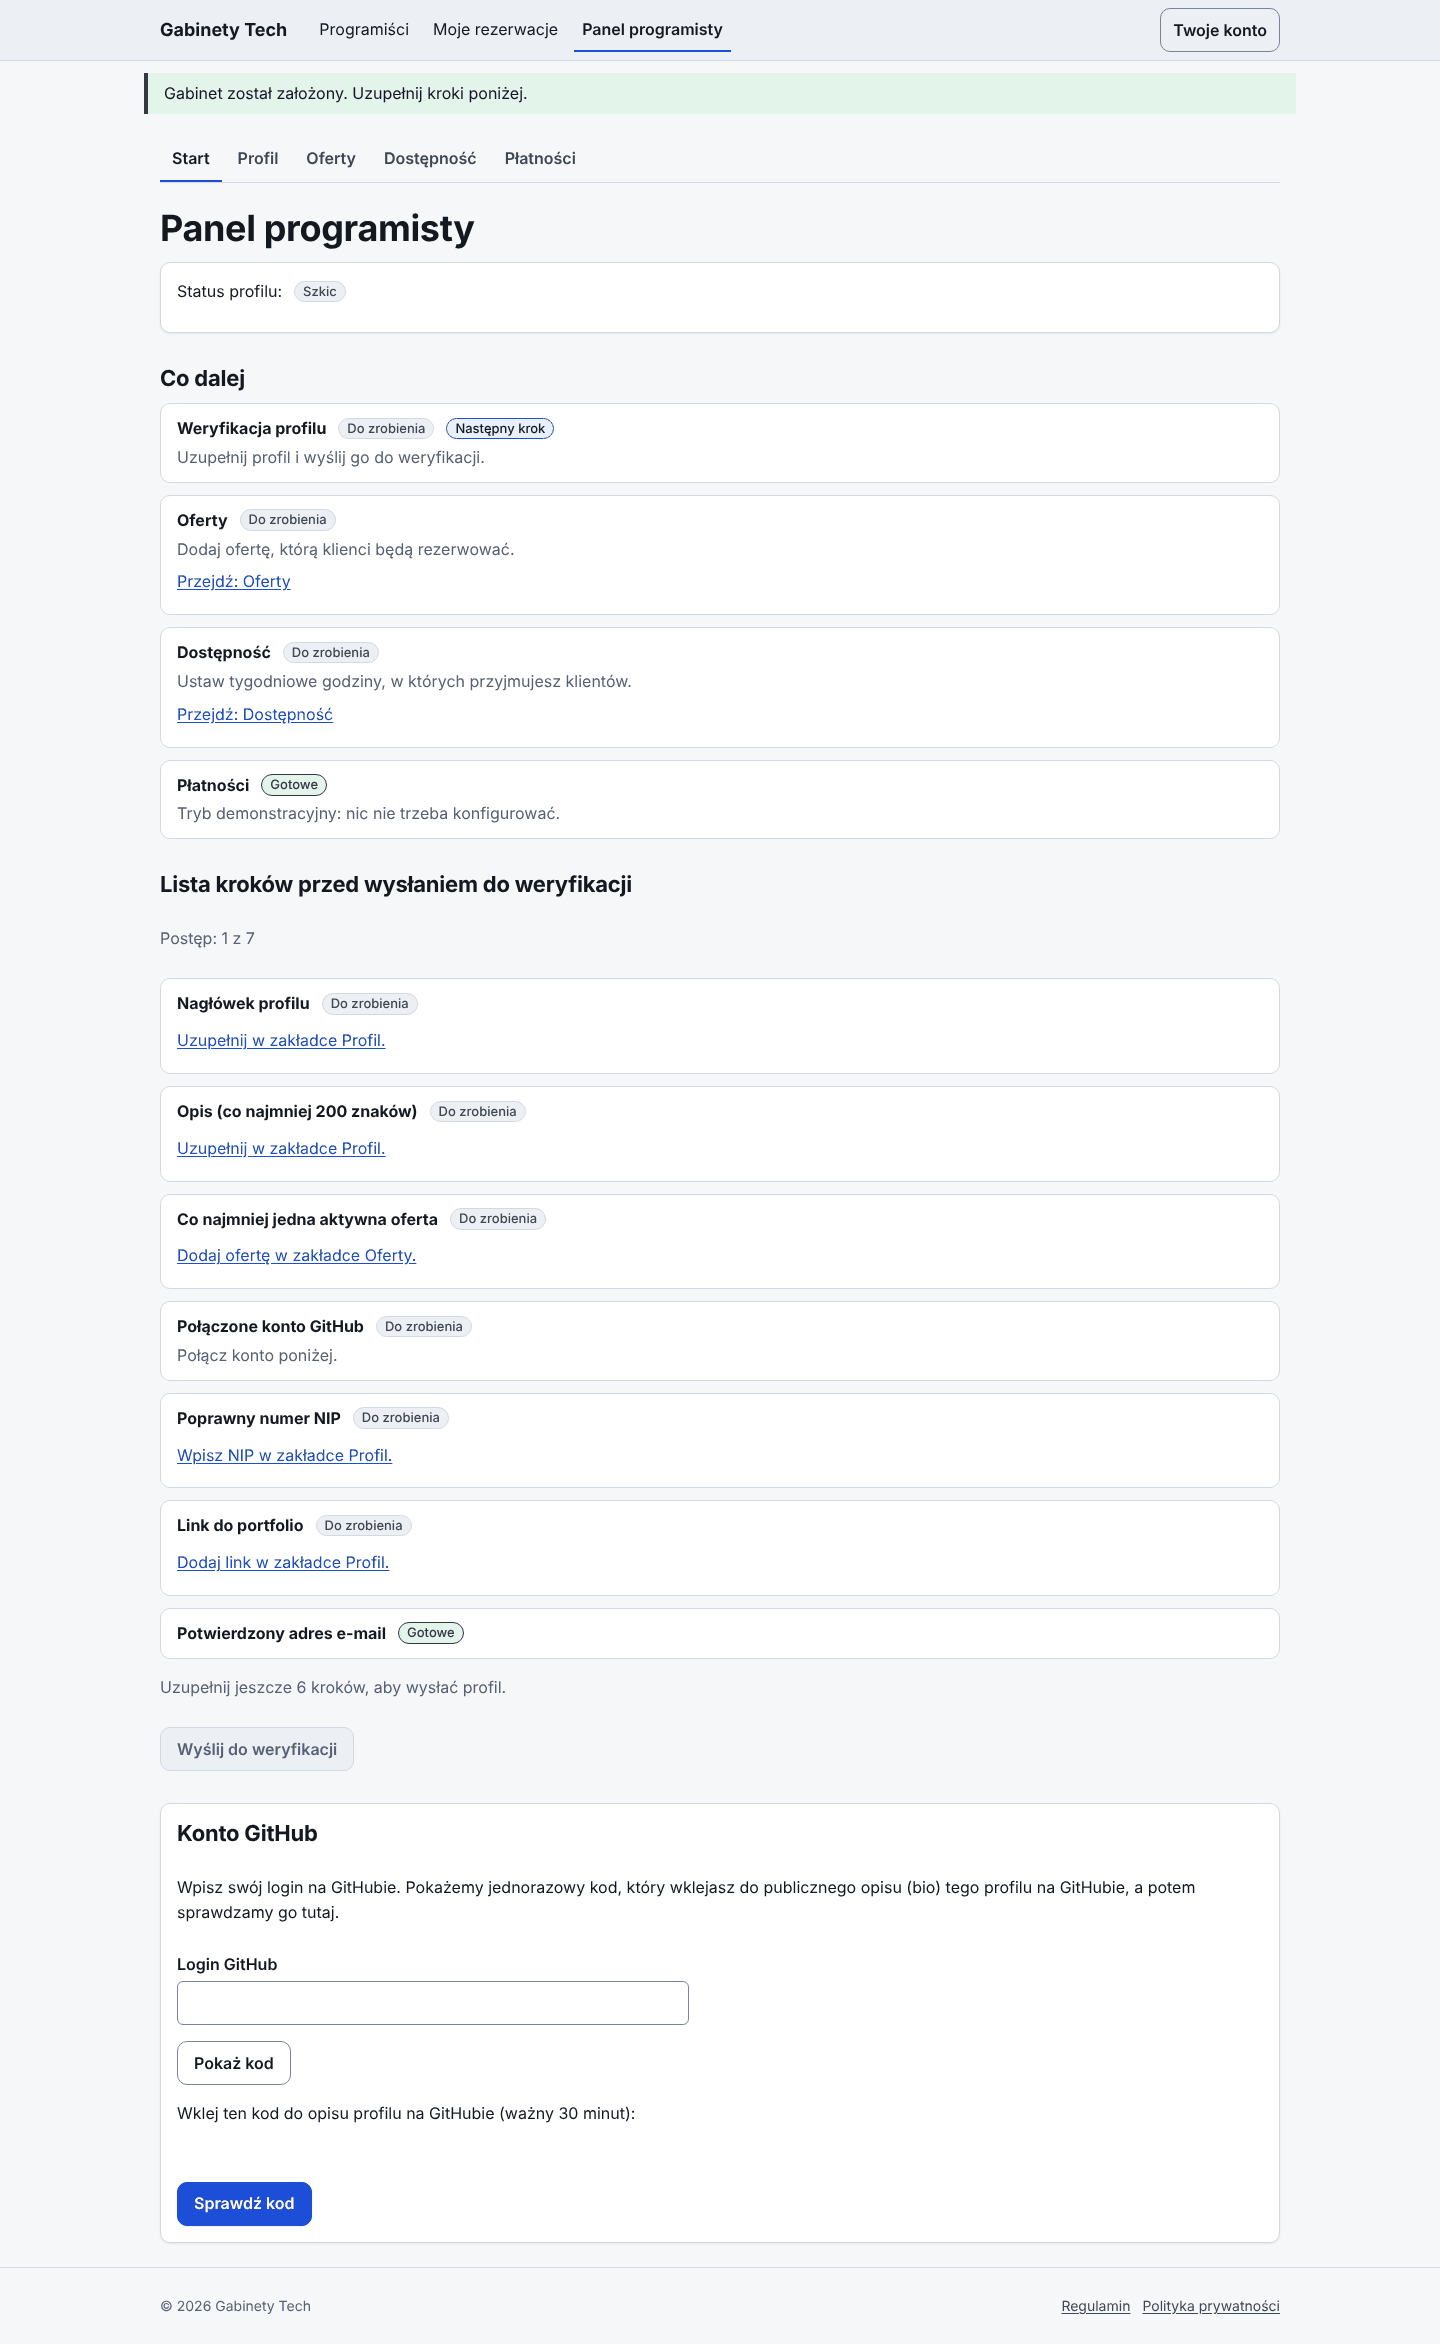 Gabinety Tech
Programiści
Moje rezerwacje
Panel programisty
Twoje konto
Gabinet został założony. Uzupełnij kroki poniżej.
Start
Profil
Oferty
Dostępność
Płatności
Panel programisty
Status profilu: Szkic
Co dalej
Weryfikacja profilu Do zrobienia Następny krok
Uzupełnij profil i wyślij go do weryfikacji.
Oferty Do zrobienia
Dodaj ofertę, którą klienci będą rezerwować.
Przejdź: Oferty
Dostępność Do zrobienia
Ustaw tygodniowe godziny, w których przyjmujesz klientów.
Przejdź: Dostępność
Płatności Gotowe
Tryb demonstracyjny: nic nie trzeba konfigurować.
Lista kroków przed wysłaniem do weryfikacji
Postęp: 1 z 7
Nagłówek profilu Do zrobienia
Uzupełnij w zakładce Profil.
Opis (co najmniej 200 znaków) Do zrobienia
Uzupełnij w zakładce Profil.
Co najmniej jedna aktywna oferta Do zrobienia
Dodaj ofertę w zakładce Oferty.
Połączone konto GitHub Do zrobienia
Połącz konto poniżej.
Poprawny numer NIP Do zrobienia
Wpisz NIP w zakładce Profil.
Link do portfolio Do zrobienia
Dodaj link w zakładce Profil.
Potwierdzony adres e-mail Gotowe
Uzupełnij jeszcze 6 kroków, aby wysłać profil.
Wyślij do weryfikacji
Konto GitHub
Wpisz swój login na GitHubie. Pokażemy jednorazowy kod, który wklejasz do publicznego opisu (bio) tego profilu na GitHubie, a potem
sprawdzamy go tutaj.
Login GitHub
Pokaż kod
Wklej ten kod do opisu profilu na GitHubie (ważny 30 minut):
Sprawdź kod
© 2026 Gabinety Tech
Regulamin
Polityka prywatności